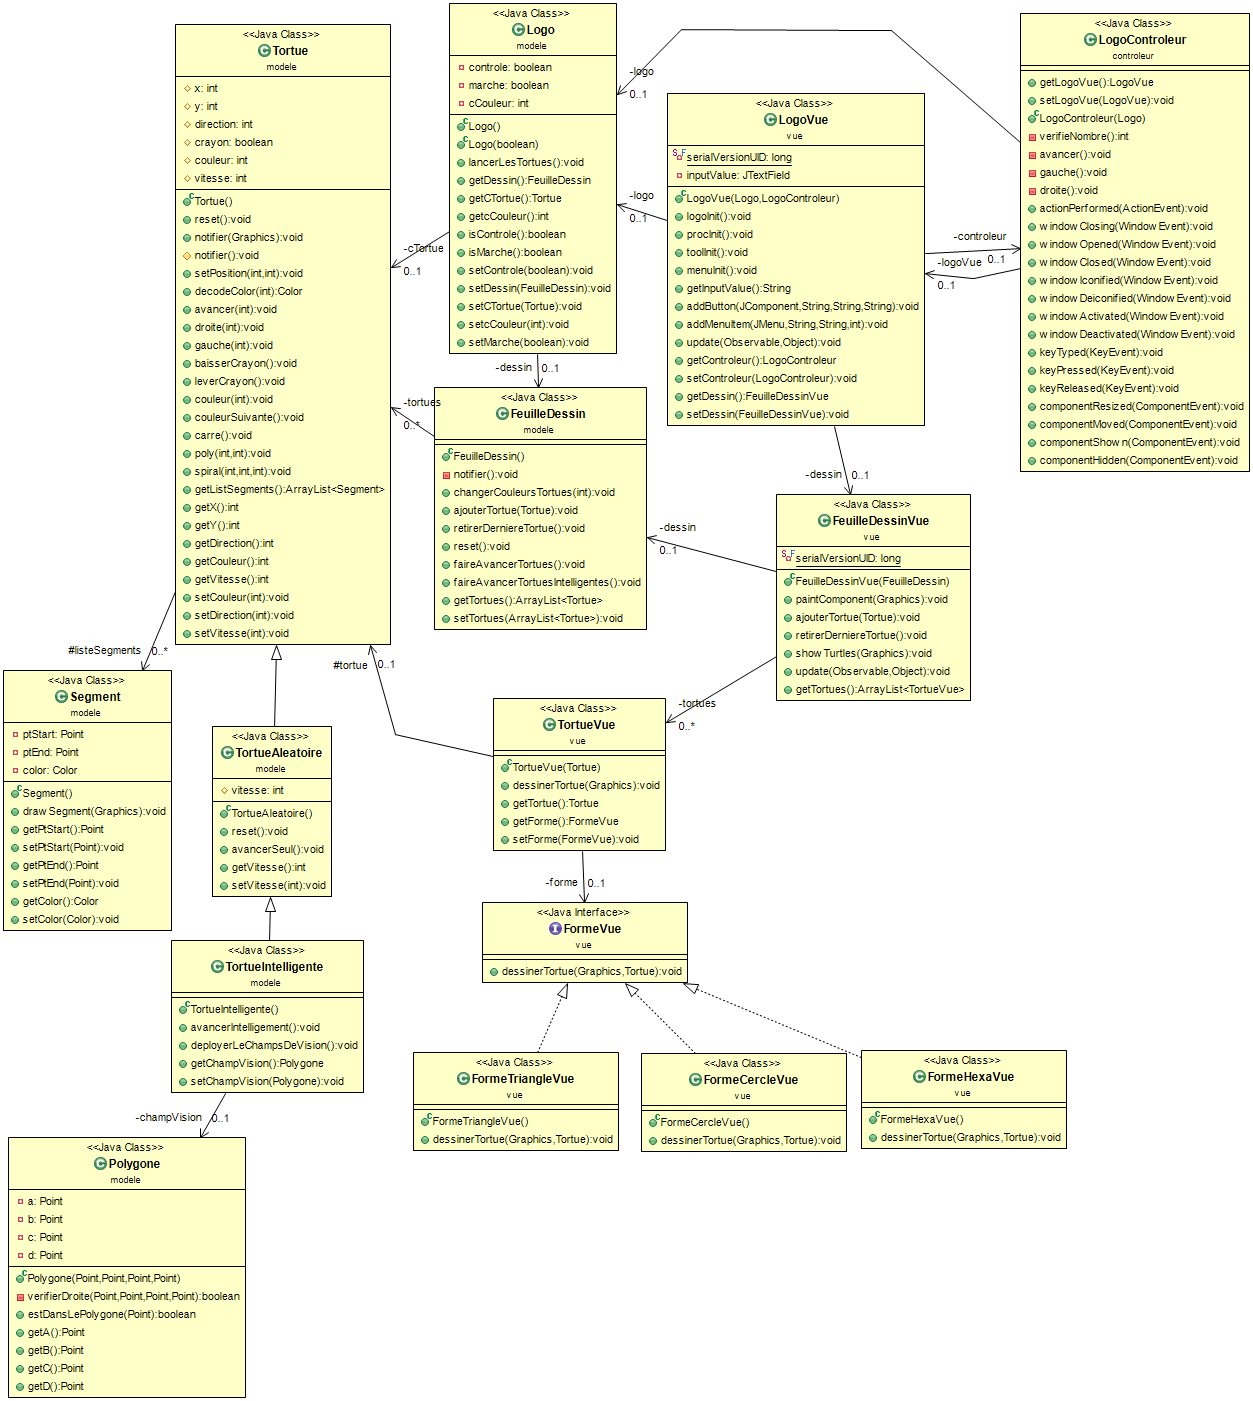 <<Java Class>>
Tortue
modele
x: int
y: int
direction: int
crayon: boolean
couleur: int
vitesse: int
Tortue()
reset():void
notifier(Graphics):void
notifier():void
setPosition(int,int):void
decodeColor(int):Color
avancer(int):void
droite(int):void
gauche(int):void
baisserCrayon():void
leverCrayon():void
couleur(int):void
couleurSuivante():void
carre():void
poly(int,int):void
spiral(int,int,int):void
getListSegments():ArrayList<Segment>
getX():int
getY():int
getDirection():int
getCouleur():int
getVitesse():int
setCouleur(int):void
setDirection(int):void
setVitesse(int):void
<<Java Class>>
Logo
modele
controle: boolean
marche: boolean
cCouleur: int
Logo()
Logo(boolean)
lancerLesTortues():void
getDessin():FeuilleDessin
getCTortue():Tortue
getcCouleur():int
isControle():boolean
isMarche():boolean
setControle(boolean):void
setDessin(FeuilleDessin):void
setCTortue(Tortue):void
setcCouleur(int):void
setMarche(boolean):void
-logo
0..1
-logo
0..1
-cTortue
0..1
<<Java Class>>
LogoVue
vue
serialVersionUID: long
inputValue: JTextField
LogoVue(Logo,LogoControleur)
logoInit():void
procInit():void
toolInit():void
menuInit():void
getInputValue():String
addButton(JComponent,String,String,String):void
addMenuItem(JMenu,String,String,int):void
update(Observable,Object):void
getControleur():LogoControleur
setControleur(LogoControleur):void
getDessin():FeuilleDessinVue
setDessin(FeuilleDessinVue):void
-controleur
0..1
-logoVue
0..1
<<Java Class>>
LogoControleur
controleur
getLogoVue():LogoVue
setLogoVue(LogoVue):void
LogoControleur(Logo)
verifieNombre():int
avancer():void
gauche():void
droite():void
actionPerformed(ActionEvent):void
windowClosing(WindowEvent):void
windowOpened(WindowEvent):void
windowClosed(WindowEvent):void
windowIconified(WindowEvent):void
windowDeiconified(WindowEvent):void
windowActivated(WindowEvent):void
windowDeactivated(WindowEvent):void
keyTyped(KeyEvent):void
keyPressed(KeyEvent):void
keyReleased(KeyEvent):void
componentResized(ComponentEvent):void
componentMoved(ComponentEvent):void
componentShown(ComponentEvent):void
componentHidden(ComponentEvent):void
-dessin
0..1
-tortues
0..*
<<Java Class>>
FeuilleDessin
modele
FeuilleDessin()
notifier():void
changerCouleursTortues(int):void
ajouterTortue(Tortue):void
retirerDerniereTortue():void
reset():void
faireAvancerTortues():void
faireAvancerTortuesIntelligentes():void
getTortues():ArrayList<Tortue>
setTortues(ArrayList<Tortue>):void
-dessin
0..1
-dessin
0..1
<<Java Class>>
FeuilleDessinVue
vue
serialVersionUID: long
FeuilleDessinVue(FeuilleDessin)
paintComponent(Graphics):void
ajouterTortue(Tortue):void
retirerDerniereTortue():void
showTurtles(Graphics):void
update(Observable,Object):void
getTortues():ArrayList<TortueVue>
-tortues
0..*
#listeSegments
0..*
#tortue
0..1
<<Java Class>>
Segment
modele
ptStart: Point
ptEnd: Point
color: Color
Segment()
drawSegment(Graphics):void
getPtStart():Point
setPtStart(Point):void
getPtEnd():Point
setPtEnd(Point):void
getColor():Color
setColor(Color):void
<<Java Class>>
TortueAleatoire
modele
vitesse: int
TortueAleatoire()
reset():void
avancerSeul():void
getVitesse():int
setVitesse(int):void
<<Java Class>>
TortueVue
vue
TortueVue(Tortue)
dessinerTortue(Graphics):void
getTortue():Tortue
getForme():FormeVue
setForme(FormeVue):void
-forme
0..1
<<Java Interface>>
FormeVue
vue
dessinerTortue(Graphics,Tortue):void
<<Java Class>>
TortueIntelligente
modele
TortueIntelligente()
avancerIntelligement():void
deployerLeChampsDeVision():void
getChampVision():Polygone
setChampVision(Polygone):void
-champVision
0..1
<<Java Class>>
FormeTriangleVue
vue
FormeTriangleVue()
dessinerTortue(Graphics,Tortue):void
<<Java Class>>
FormeCercleVue
vue
FormeCercleVue()
dessinerTortue(Graphics,Tortue):void
<<Java Class>>
FormeHexaVue
vue
FormeHexaVue()
dessinerTortue(Graphics,Tortue):void
<<Java Class>>
Polygone
modele
a: Point
b: Point
c: Point
d: Point
Polygone(Point,Point,Point,Point)
verifierDroite(Point,Point,Point,Point):boolean
estDansLePolygone(Point):boolean
getA():Point
getB():Point
getC():Point
getD():Point